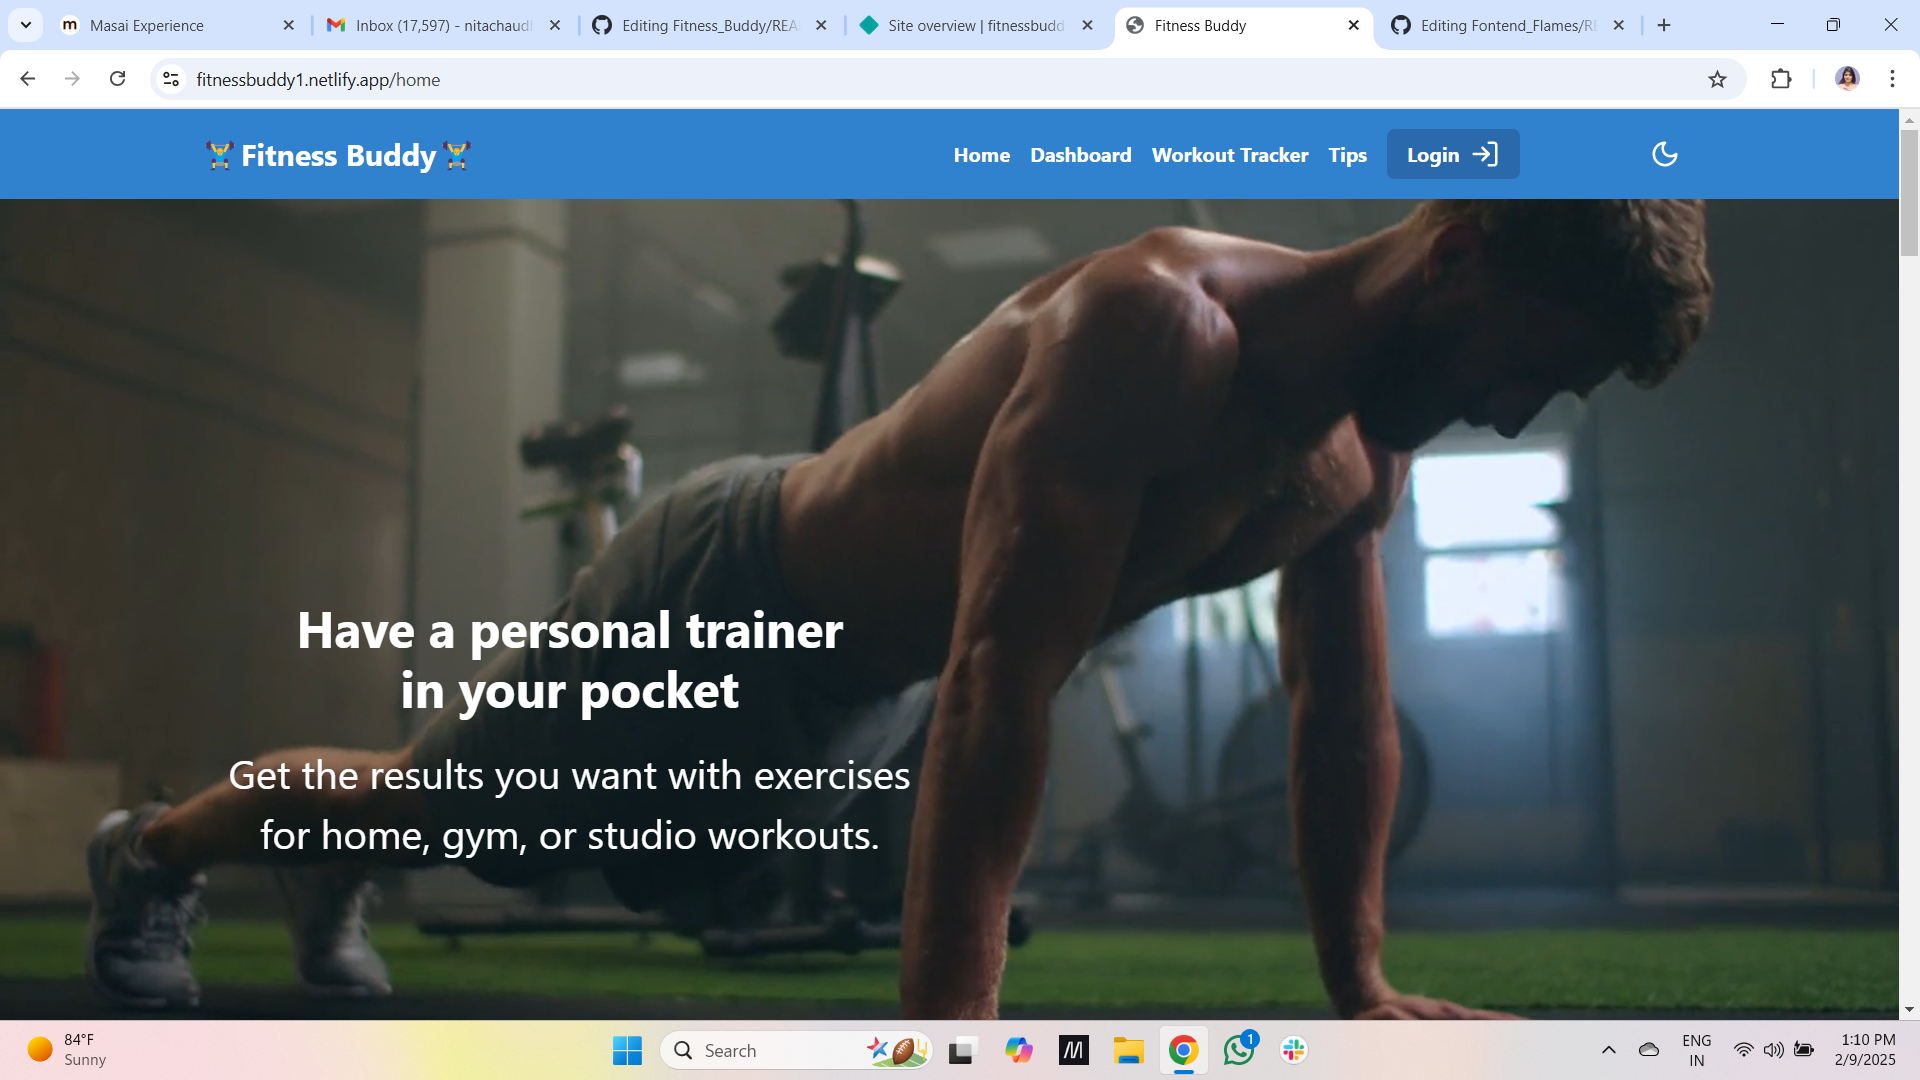 Masai Experience
Inbox (17,597) - nitachaud
Editing Fitness_Buddy/REA
Site overview | fitnessbudd
Fitness Buddy
Editing Fontend_Flames/RE
fitnessbuddy1.netlify.app/home
Fitness Buddy
Home
Dashboard
Workout Tracker
Tips
Login
Have a personal trainer
in your pocket
Get the results you want with exercises
for home, gym, or studio workouts.
84°F
Sunny
Search
1
ENG
IN
1:10 PM
2/9/2025